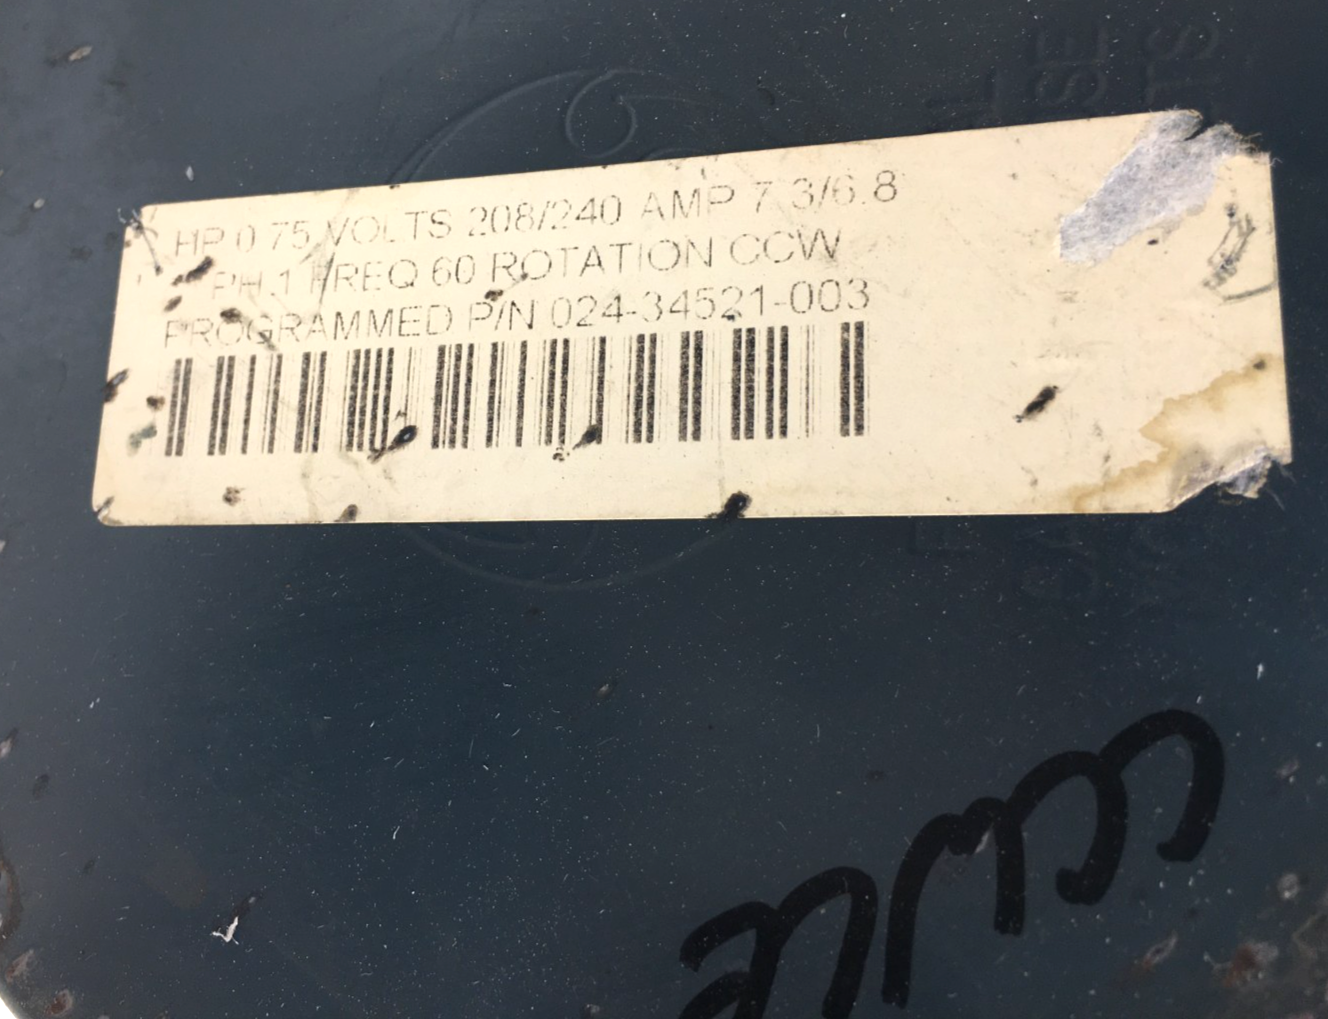 HP 0.75 VOLTS 208/240 AMP 7.3/6.8
PH 1 FREQ 60 ROTATION CCW
PROGRAMMED P/N 024-34521-003